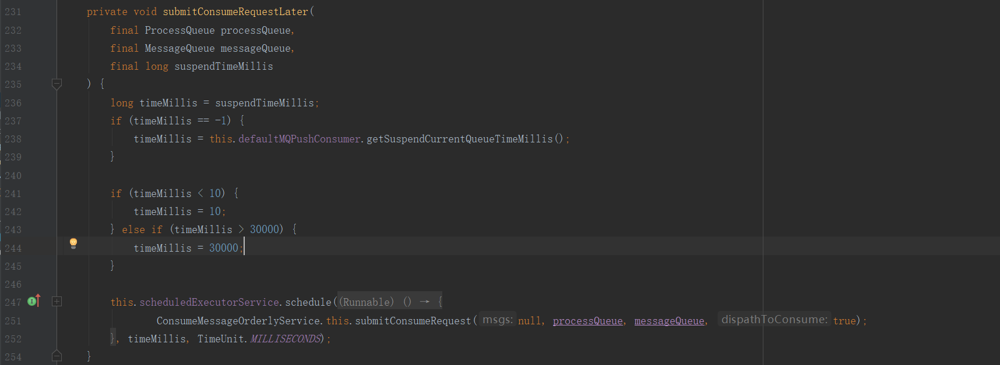 231 private void submitConsumeRequestLater(
232 final ProcessQueue processQueue,
233 final MessageQueue messageQueue,
234 final long suspendTimeMillis
235 ) {
236 long timeMillis = suspendTimeMillis;
237 if (timeMillis == -1) {
238 timeMillis = this.defaultMQPushConsumer.getSuspendCurrentQueueTimeMillis();
239 }
240
241 if (timeMillis < 10) {
242 timeMillis = 10;
243 } else if (timeMillis > 30000) {
244 timeMillis = 30000;
245 }
246
247 this.scheduledExecutorService.schedule((Runnable) () → {
251 ConsumeMessageOrderlyService.this.submitConsumeRequest( msgs: null, processQueue, messageQueue, dispathToConsume: true);
252 }, timeMillis, TimeUnit.MILLISECONDS);
254 }